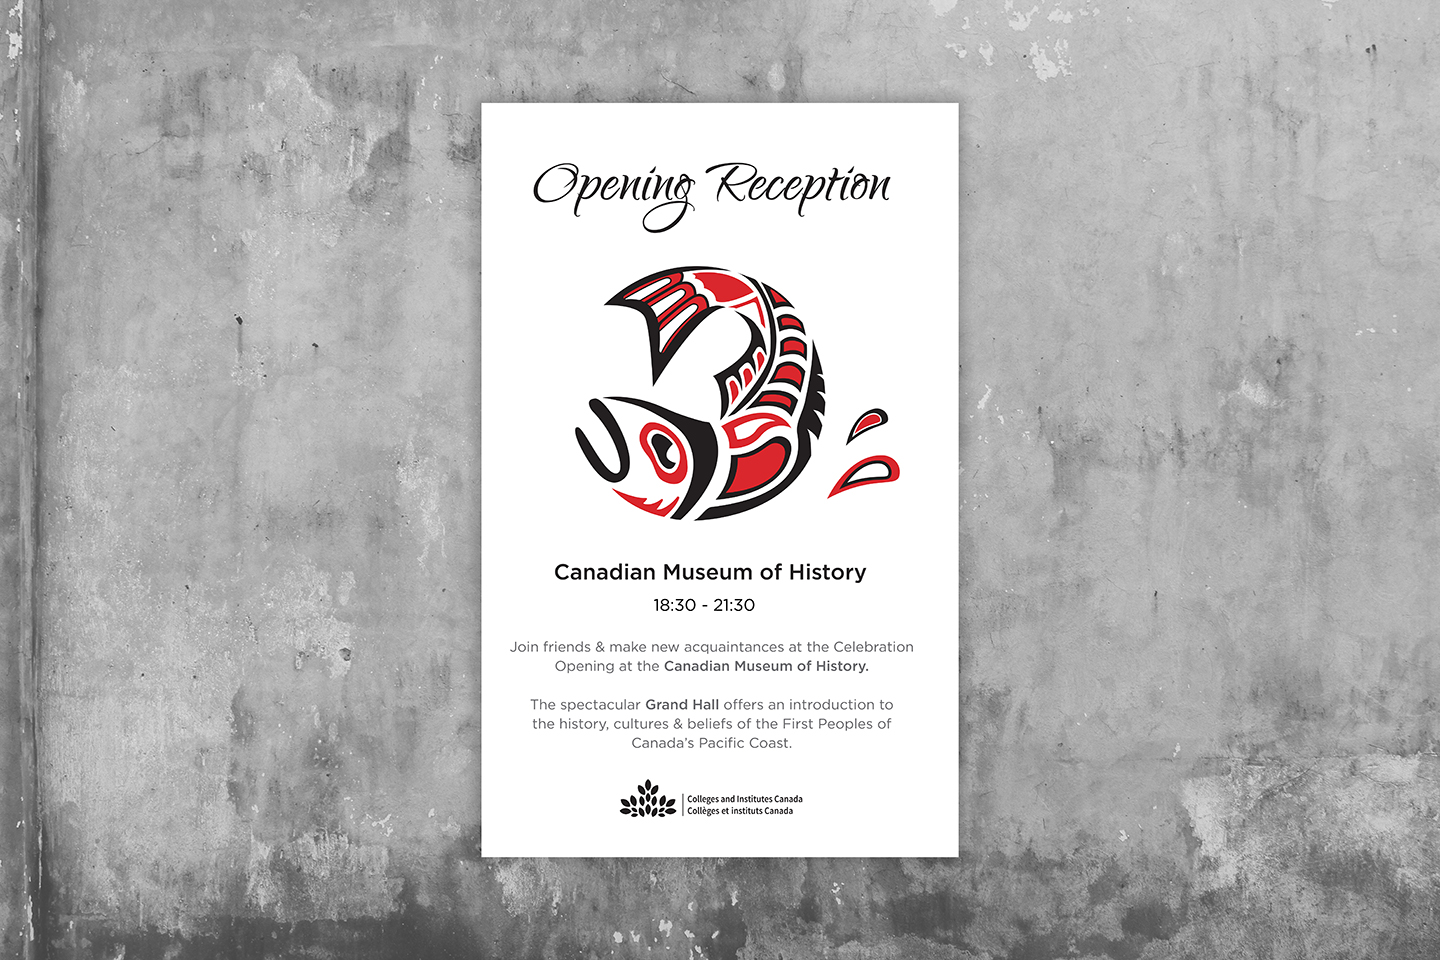 Opening Reception
Canadian Museum of History
18:30 - 21:30
Join friends & make new acquaintances at the Celebration
Opening at the Canadian Museum of History.
The spectacular Grand Hall offers an introduction to
the history, cultures & beliefs of the First Peoples of
Canada's Pacific Coast.
Colleges and Institutes Canada
Collèges et instituts Canada